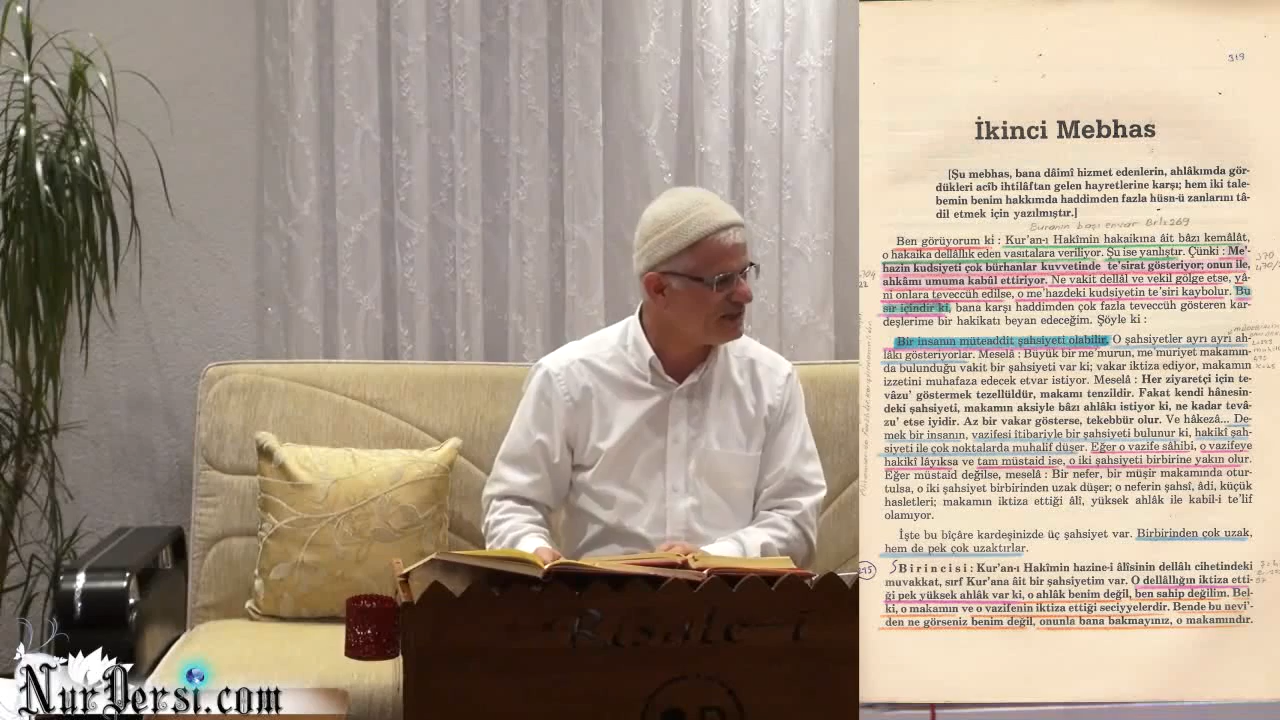 319
İkinci Mebhas
[Şu mebhas, bana dâimî hizmet edenlerin, ahlâkımda gör-
dükleri acîb ihtilâftan gelen hayretlerine karşı; hem iki tale-
bemin benim hakkımda haddimden fazla hüsn-ü zanlarını tâ-
dil etmek için yazılmıştır.]
Buranın başı envar Brlz 269
Ben görüyorum ki : Kur'an-ı Hakîmin hakaikına âit bâzı kemâlât,
o hakaika dellâllık eden vasıtalara veriliyor. Şu ise yanlıştır. Çünki : Me'-
hazin kudsiyeti çok bürhanlar kuvvetinde te'sirat gösteriyor; onun ile,
ahkâmı umuma kabûl ettiriyor. Ne vakit dellâl ve vekil gölge etse, yâ-
ni onlara teveccüh edilse, o me'hazdeki kudsiyetin te'siri kaybolur. Bu
sır içindir ki, bana karşı haddimden çok fazla teveccüh gösteren kar-
deşlerime bir hakikatı beyan edeceğim. Şöyle ki :
Bir insanın müteaddit şahsiyeti olabilir. O şahsiyetler ayrı ayrı ah-
lâkı gösteriyorlar. Meselâ : Büyük bir me'murun, me'muriyet makamın-
da bulunduğu vakit bir şahsiyeti var ki; vakar iktiza ediyor, makamın
izzetini muhafaza edecek etvar istiyor. Meselâ : Her ziyaretçi için te-
vâzu' göstermek tezellüldür, makamı tenzildir. Fakat kendi hânesin-
deki şahsiyeti, makamın aksiyle bâzı ahlâkı istiyor ki, ne kadar tevâ-
zu' etse iyidir. Az bir vakar gösterse, tekebbür olur. Ve hâkezâ... De-
mek bir insanın, vazifesi îtibariyle bir şahsiyeti bulunur ki, hakikî şah-
siyeti ile çok noktalarda muhalif düşer. Eğer o vazife sâhibi, o vazifeye
hakikî lâyıksa ve tam müstaid ise, o iki şahsiyeti birbirine yakın olur.
Eğer müstaid değilse, meselâ : Bir nefer, bir müşir makamında otur-
tulsa, o iki şahsiyet birbirinden uzak düşer; o neferin şahsî, âdi, küçük
hasletleri; makamın iktiza ettiği âlî, yüksek ahlâk ile kabil-i te'lif
olamıyor.
İşte bu bîçâre kardeşinizde üç şahsiyet var. Birbirinden çok uzak,
hem de pek çok uzaktırlar.
Birincisi : Kur'an-ı Hakîmin hazine-i âlîsinin dellâlı cihetindeki
muvakkat, sırf Kur'ana âit bir şahsiyetim var. O dellâllığın iktiza etti-
ği pek yüksek ahlâk var ki, o ahlâk benim değil, ben sahip değilim. Bel-
ki, o makamın ve o vazifenin iktiza ettiği seciyyelerdir. Bende bu nevi'-
den ne görseniz benim değil, onunla bana bakmayınız, o makamındır.
Risale-i
NurDersi.com